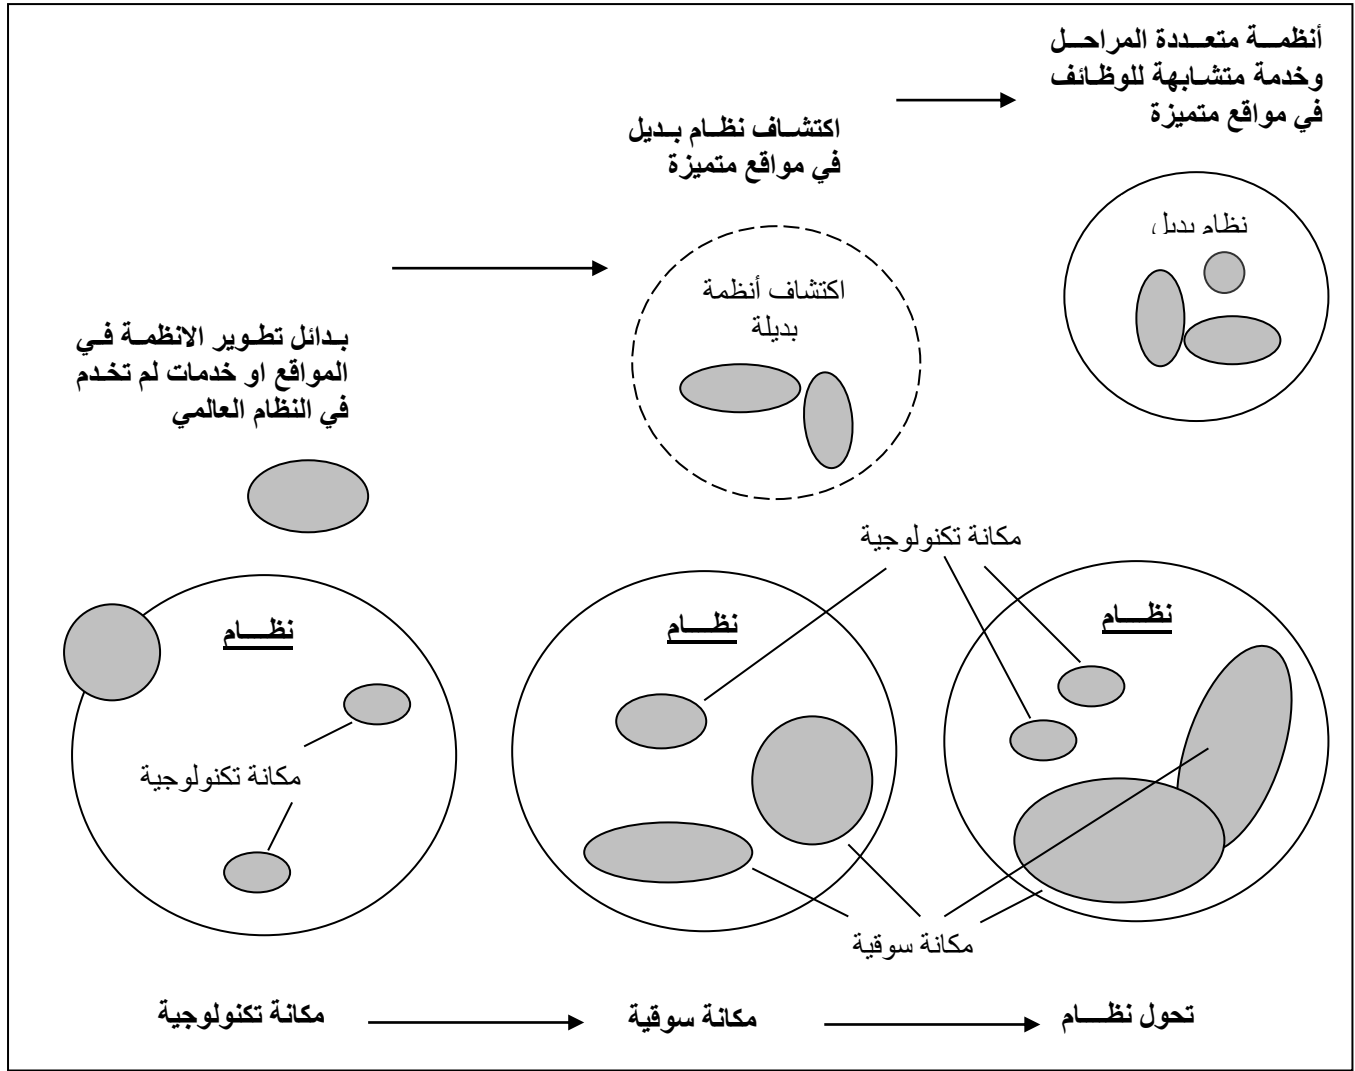 أنظمة متعددة المراحل
وخدمة متشابهة للوظائف
في مواقع متميزة
اكتشاف نظام بديل
في مواقع متميزة
نظام بديل
اكتشاف أنظمة
بديلة
بدائل تطوير الانظمة في
المواقع او خدمات لم تخدم
في النظام العالمي
مكانة تكنولوجية
نظام
نظام
نظام
مكانة تكنولوجية
مكانة سوقية
تحول نظام
مكانة سوقية
مكانة تكنولوجية